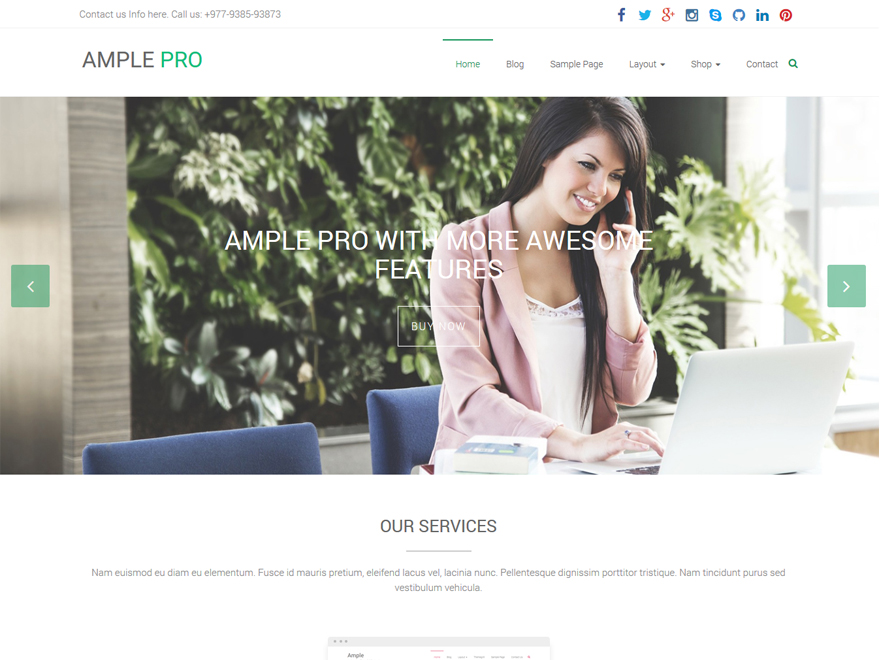 Contact us Info here. Call us: +977-9385-93873
AMPLE PRO
Home Blog Sample Page Layout Shop Contact
AMPLE PRO WITH MORE AWESOME
FEATURES
BUY NOW
OUR SERVICES
Nam euismod eu diam eu elementum. Fusce id mauris pretium, eleifend lacus vel, lacinia nunc. Pellentesque dignissim porttitor tristique. Nam tincidunt purus sed
vestibulum vehicula.
Ample